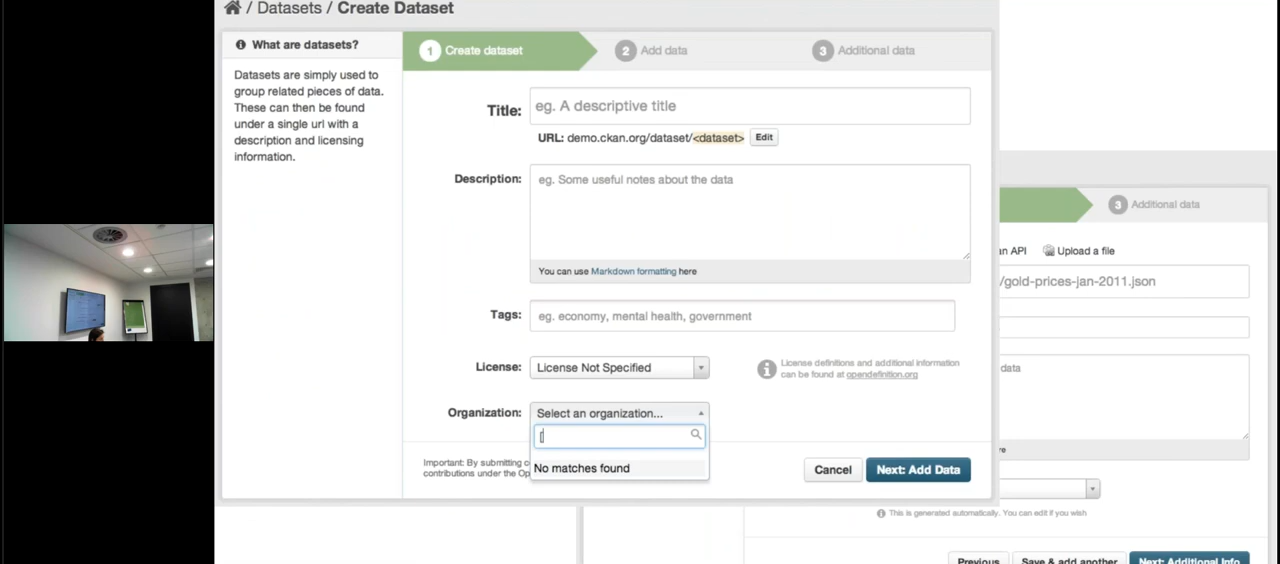 / Datasets / Create Dataset
What are datasets?
Datasets are simply used to
group related pieces of data.
These can then be found
under a single url with a
description and licensing
information.
1 Create dataset
2 Add data
3 Additional data
Title: eg. A descriptive title
URL: demo.ckan.org/dataset/<dataset> Edit
Description: eg. Some useful notes about the data
You can use Markdown formatting here
Tags: eg. economy, mental health, government
License: License Not Specified
License definitions and additional information
can be found at opendefinition.org
Organization: Select an organization...
No matches found
Important: By submitting
contributions under the
Cancel
Next: Add Data
3 Additional data
API
Upload a file
/gold-prices-jan-2011.json
data
This is generated automatically. You can edit if you wish
Previous
Save & add another
Next: Additional Info